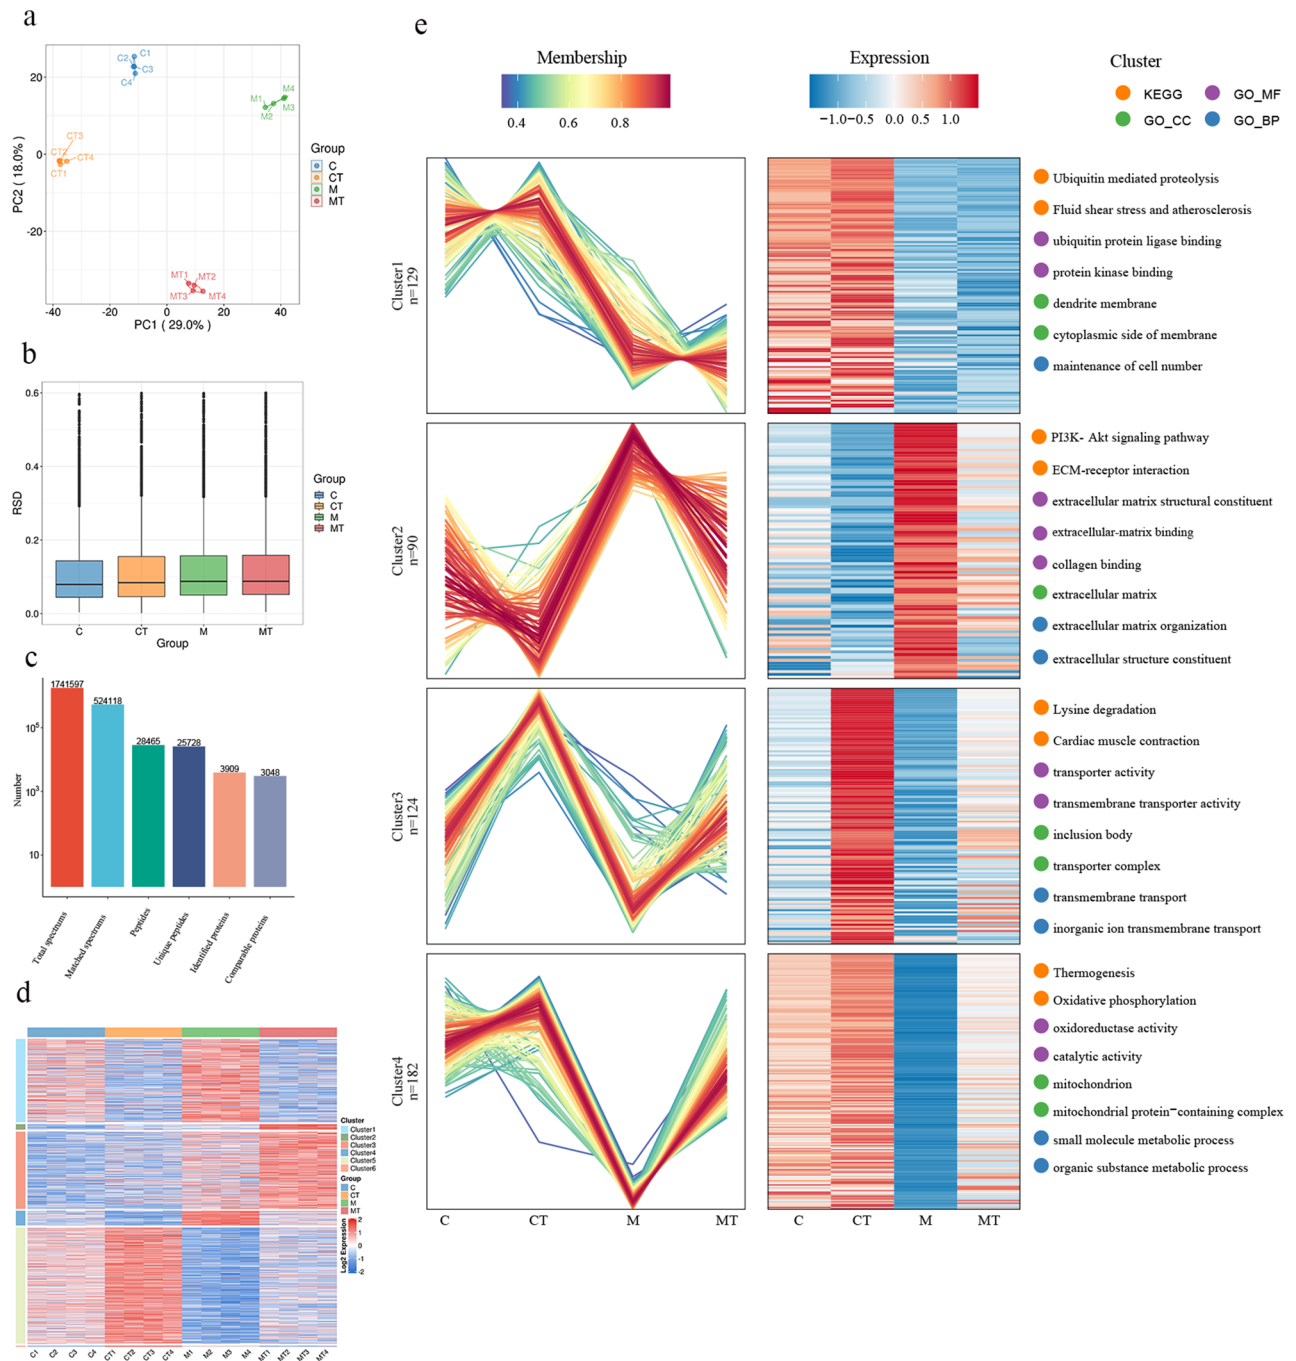 a
C1
C2
C3
C4
M4
M1
M3
M2
CT3
CT2
CT4
CT1
MT1
MT2
MT3
MT4
20
0
-20
-40
-20
0
20
40
PC2 ( 18.0% )
PC1 ( 29.0% )
Group
C
CT
M
MT
b
0.6
0.4
0.2
0.0
RSD
C
CT
M
MT
Group
Group
C
CT
M
MT
c
1741597
524118
28465
25728
3909
3048
10^5
10^3
10
Number
Total spectrums
Matched spectrums
Peptides
Unique peptides
Identified proteins
Comparable proteins
d
Cluster
Cluster1
Cluster2
Cluster3
Cluster4
Cluster5
Cluster6
Group
C
CT
M
MT
Log2 Expression
2
1
0
-1
-2
C1
C2
C3
C4
CT1
CT2
CT3
CT4
M1
M2
M3
M4
MT1
MT2
MT3
MT4
e
Membership
0.4
0.6
0.8
Expression
−1.0
−0.5
0.0
0.5
1.0
Cluster
KEGG
GO_MF
GO_CC
GO_BP
Cluster1
n=129
Ubiquitin mediated proteolysis
Fluid shear stress and atherosclerosis
ubiquitin protein ligase binding
protein kinase binding
dendrite membrane
cytoplasmic side of membrane
maintenance of cell number
Cluster2
n=90
PI3K- Akt signaling pathway
ECM-receptor interaction
extracellular matrix structural constituent
extracellular-matrix binding
collagen binding
extracellular matrix
extracellular matrix organization
extracellular structure constituent
Cluster3
n=124
Lysine degradation
Cardiac muscle contraction
transporter activity
transmembrane transporter activity
inclusion body
transporter complex
transmembrane transport
inorganic ion transmembrane transport
Cluster4
n=182
Thermogenesis
Oxidative phosphorylation
oxidoreductase activity
catalytic activity
mitochondrion
mitochondrial protein−containing complex
small molecule metabolic process
organic substance metabolic process
C
CT
M
MT
C
CT
M
MT